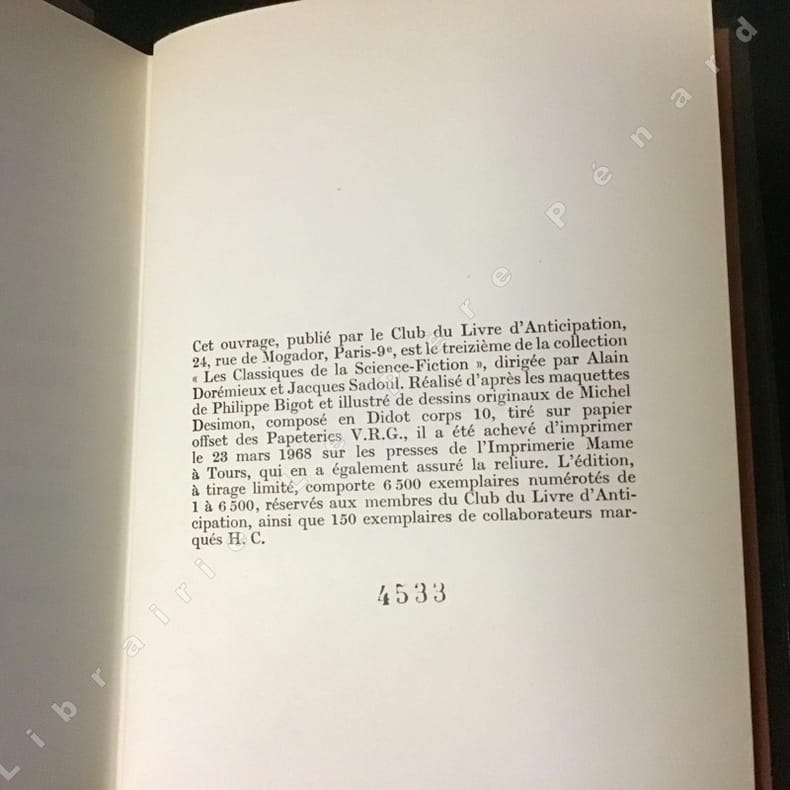 Cet ouvrage, publié par le Club du Livre d'Anticipation,
24, rue de Mogador, Paris-9e, est le treizième de la collection
« Les Classiques de la Science-Fiction », dirigée par Alain
Dorémieux et Jacques Sadoul. Réalisé d'après les maquettes
de Philippe Bigot et illustré de dessins originaux de Michel
Desimon, composé en Didot corps 10, tiré sur papier
offset des Papeteries V.R.G., il a été achevé d'imprimer
le 23 mars 1968 sur les presses de l'Imprimerie Mame
à Tours, qui en a également assuré la reliure. L'édition,
à tirage limité, comporte 6 500 exemplaires numérotés de
1 à 6 500, réservés aux membres du Club du Livre d'Anti-
cipation, ainsi que 150 exemplaires de collaborateurs mar-
qués H. C.
4533
Librairie Le Père Pénard